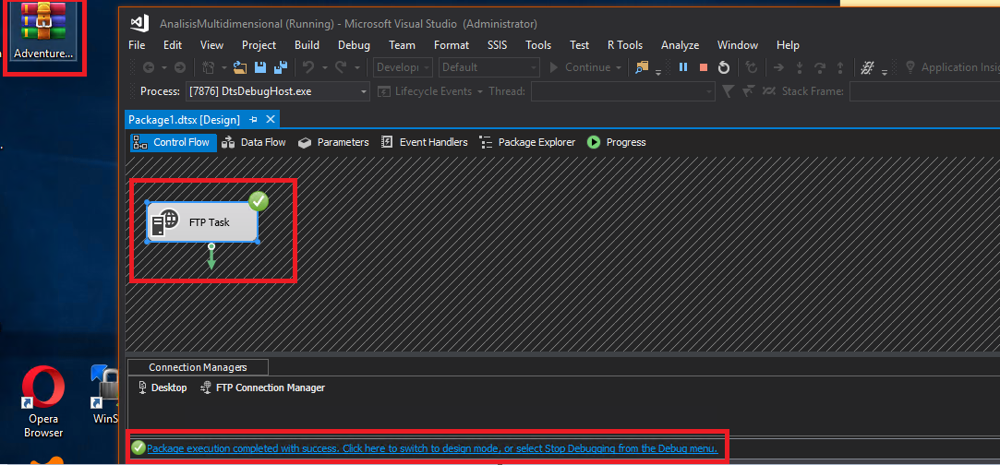 Adventure...
AnalisisMultidimensional (Running) - Microsoft Visual Studio (Administrator)
File Edit View Project Build Debug Team Format SSIS Tools Test R Tools Analyze Window Help
Develop Default Continue Application Insig
Process: [7876] DtsDebugHost.exe Lifecycle Events Thread: Stack Frame:
Package1.dtsx [Design]
Control Flow Data Flow Parameters Event Handlers Package Explorer Progress
FTP Task
Connection Managers
Desktop FTP Connection Manager
Opera
Browser
WinS
Package execution completed with success. Click here to switch to design mode, or select Stop Debugging from the Debug menu.